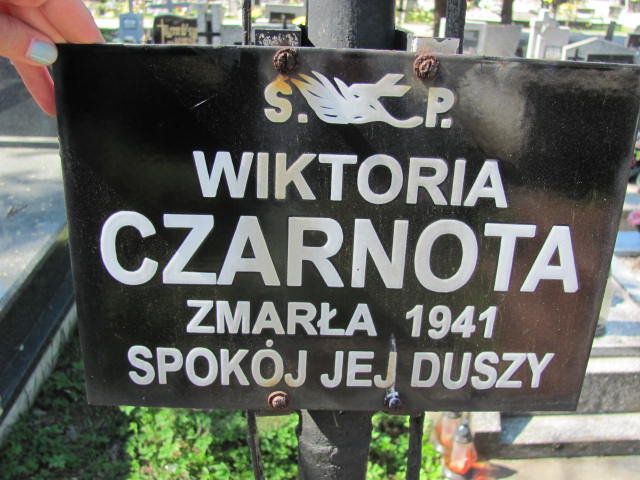 Ś. P.
WIKTORIA
CZARNOTA
ZMARŁA 1941
SPOKÓJ JEJ DUSZY